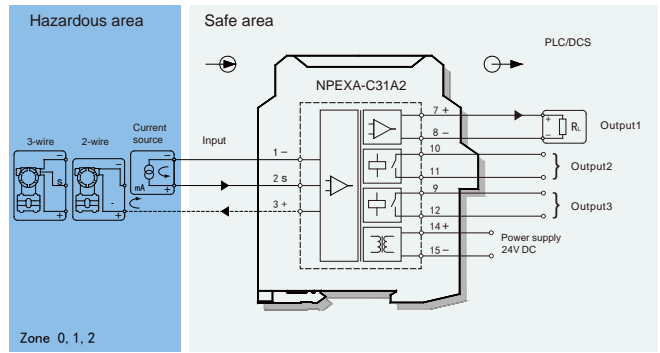 Hazardous area
Safe area
PLC/DCS
NPEXA-C31A2
3-wire
2-wire
Current
source
Input
7 +
8 −
+
−
RL
Output1
10
11
Output2
9
12
Output3
14 +
15 −
Power supply
24V DC
1 −
2 s
3 +
−
S
+
−
-
+
−
mA
+
Zone 0, 1, 2